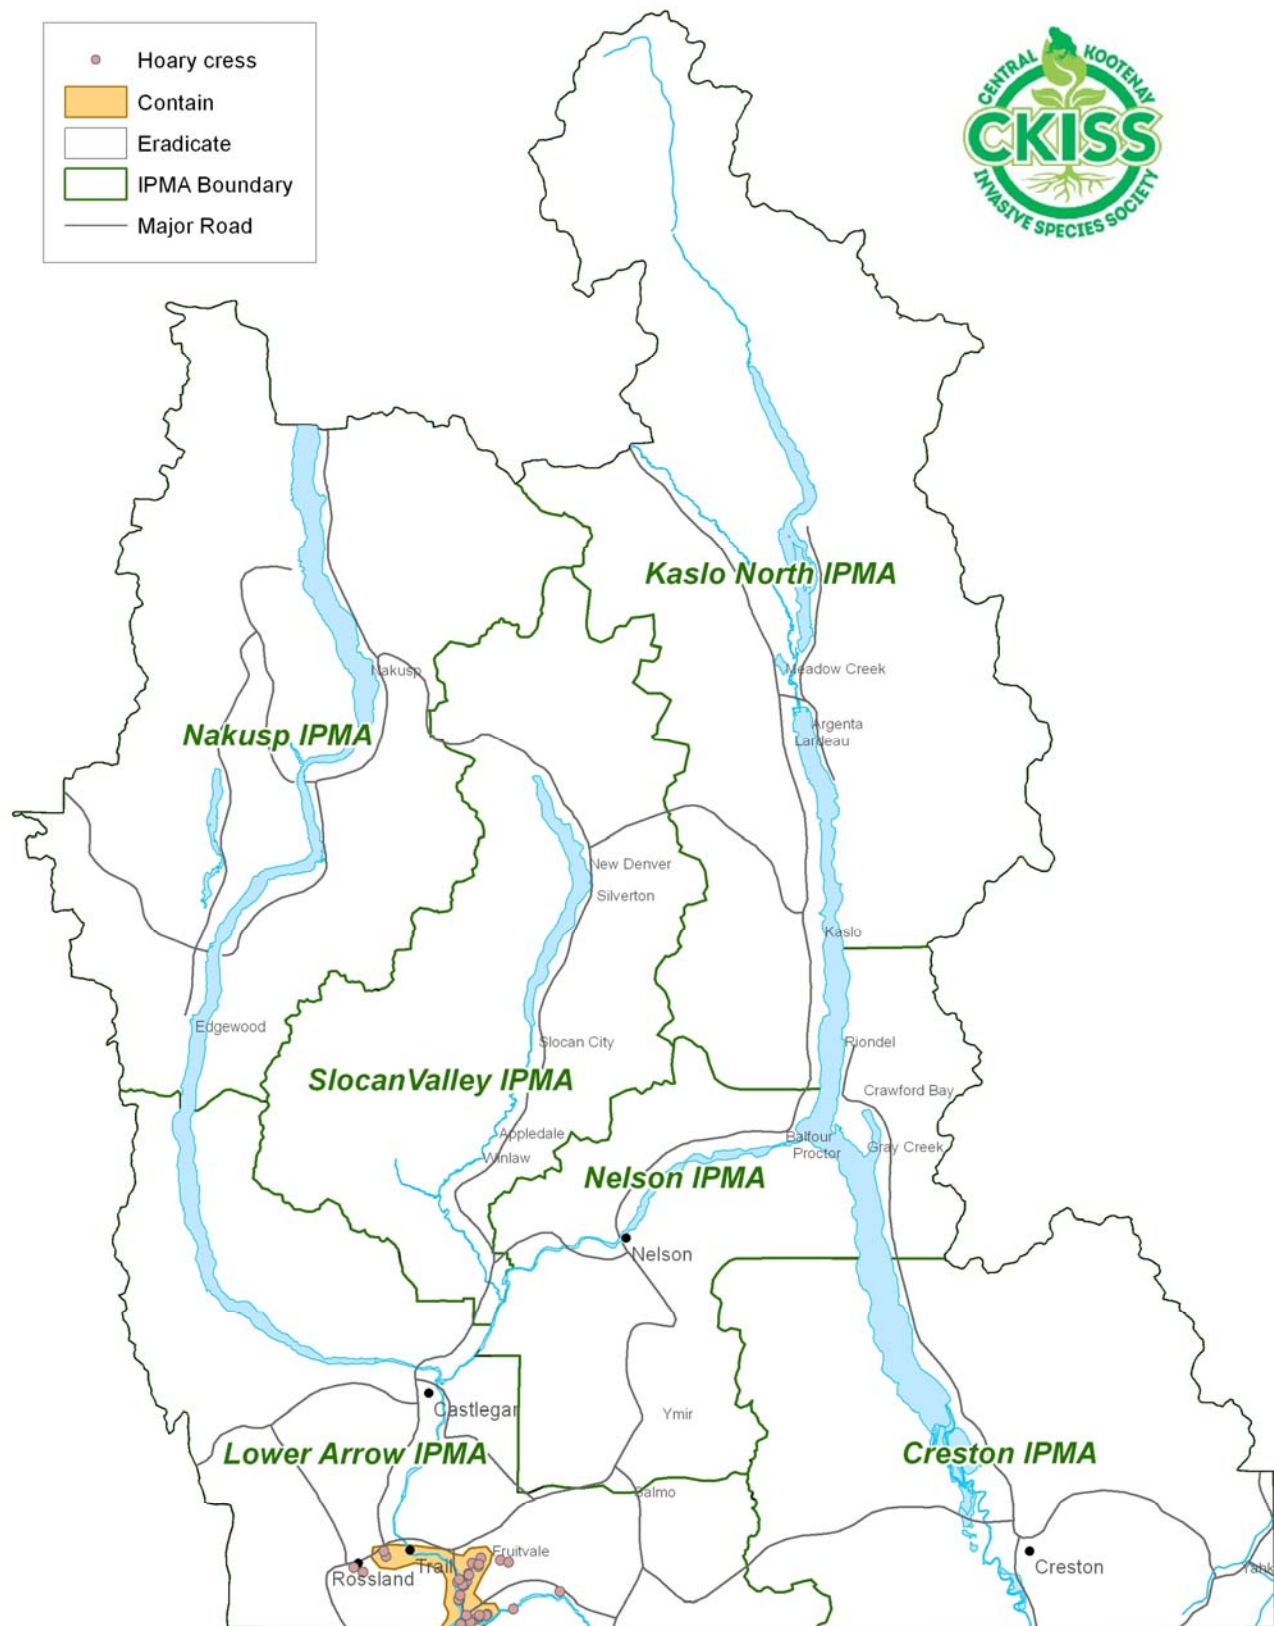 Hoary cress
Contain
Eradicate
IPMA Boundary
Major Road
CENTRAL KOOTENAY
CKISS
INVASIVE SPECIES SOCIETY
Kaslo North IPMA
Nakusp
Meadow Creek
Argenta
Lardeau
Nakusp IPMA
New Denver
Silverton
Kaslo
Edgewood
Slocan City
Riondel
SlocanValley IPMA
Crawford Bay
Appledale
Balfour
Gray Creek
Winlaw
Proctor
Nelson IPMA
Nelson
Castlegar
Ymir
Lower Arrow IPMA
Creston IPMA
Salmo
Fruitvale
Trail
Rossland
Creston
Yahk